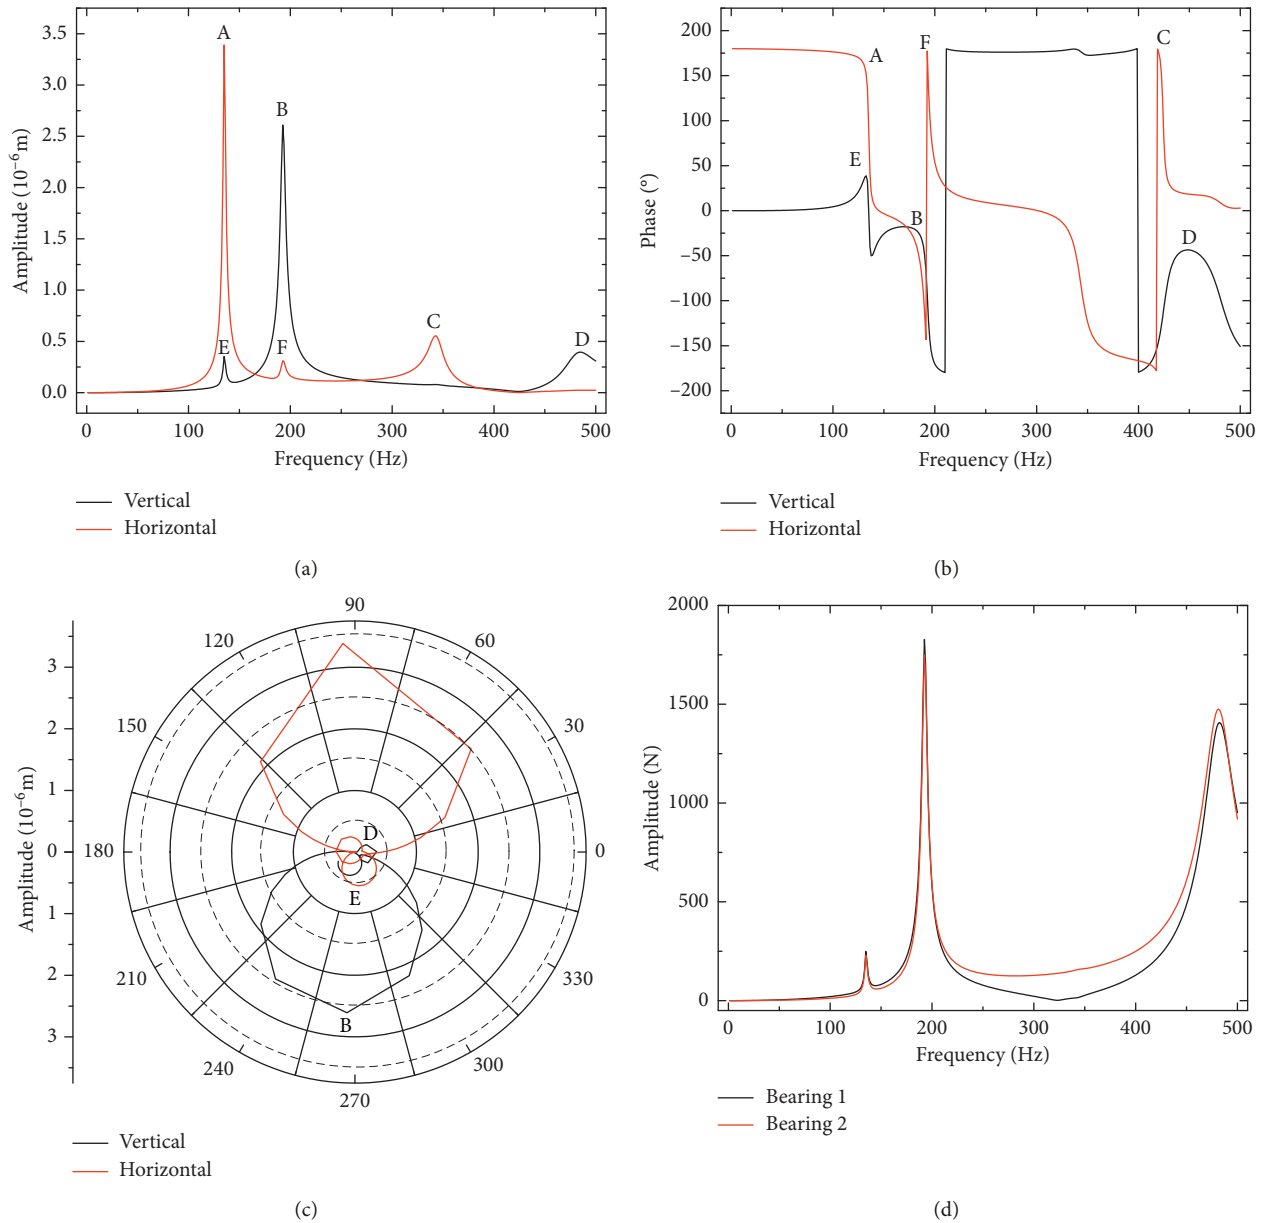 3.5
3.0
2.5
2.0
1.5
1.0
0.5
0.0
Amplitude (10⁻⁶m)
A
B
E
F
C
D
0 100 200 300 400 500
Frequency (Hz)
Vertical
Horizontal
(a)
200
150
100
50
0
−50
−100
−150
−200
Phase (°)
A
F
C
E
B
D
0 100 200 300 400 500
Frequency (Hz)
Vertical
Horizontal
(b)
90
120
60
150
30
180
0
210
330
240
300
270
3
2
1
0
1
2
3
Amplitude (10⁻⁶m)
D
E
B
Vertical
Horizontal
(c)
2000
1500
1000
500
0
Amplitude (N)
0 100 200 300 400 500
Frequency (Hz)
Bearing 1
Bearing 2
(d)